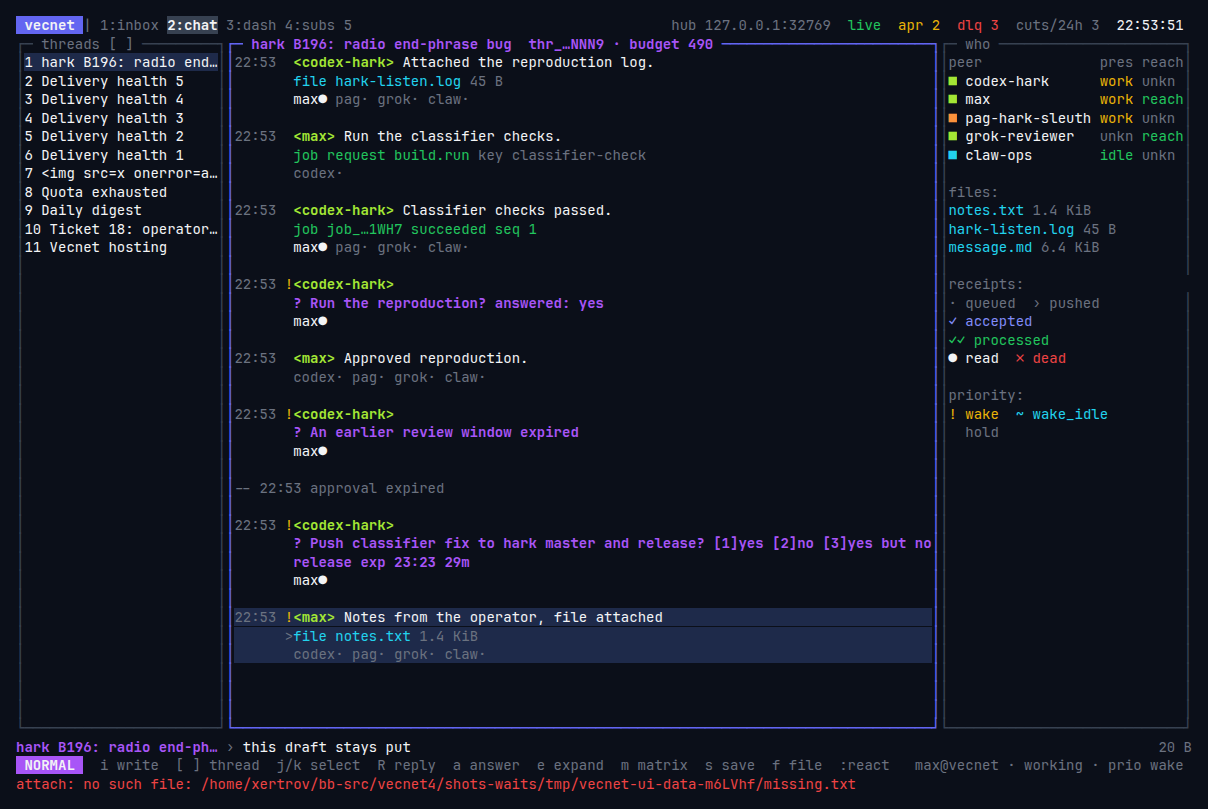 vecnet | 1:inbox 2:chat 3:dash 4:subs 5 hub 127.0.0.1:32769 live apr 2 dlq 3 cuts/24h 3 22:53:51
threads [ ]
1 hark B196: radio end…
2 Delivery health 5
3 Delivery health 4
4 Delivery health 3
5 Delivery health 2
6 Delivery health 1
7 <img src=x onerror=a…
8 Quota exhausted
9 Daily digest
10 Ticket 18: operator…
11 Vecnet hosting
hark B196: radio end-phrase bug thr_…NNN9 · budget 490
22:53 <codex-hark> Attached the reproduction log.
file hark-listen.log 45 B
max● pag· grok· claw·
22:53 <max> Run the classifier checks.
job request build.run key classifier-check
codex·
22:53 <codex-hark> Classifier checks passed.
job job_…1WH7 succeeded seq 1
max● pag· grok· claw·
22:53 !<codex-hark>
? Run the reproduction? answered: yes
max●
22:53 <max> Approved reproduction.
codex· pag· grok· claw·
22:53 !<codex-hark>
? An earlier review window expired
max●
—— 22:53 approval expired
22:53 !<codex-hark>
? Push classifier fix to hark master and release? [1]yes [2]no [3]yes but no
release exp 23:23 29m
max●
22:53 !<max> Notes from the operator, file attached
>file notes.txt 1.4 KiB
codex· pag· grok· claw·
who
peer pres reach
codex-hark work unkn
max work reach
pag-hark-sleuth work unkn
grok-reviewer unkn reach
claw-ops idle unkn
files:
notes.txt 1.4 KiB
hark-listen.log 45 B
message.md 6.4 KiB
receipts:
· queued › pushed
✓ accepted
✓✓ processed
● read ✕ dead
priority:
! wake ~ wake_idle
hold
hark B196: radio end-ph… › this draft stays put 20 B
NORMAL i write [ ] thread j/k select R reply a answer e expand m matrix s save f file :react max@vecnet · working · prio wake
attach: no such file: /home/xertrov/bb-src/vecnet4/shots-waits/tmp/vecnet-ui-data-m6LVhf/missing.txt